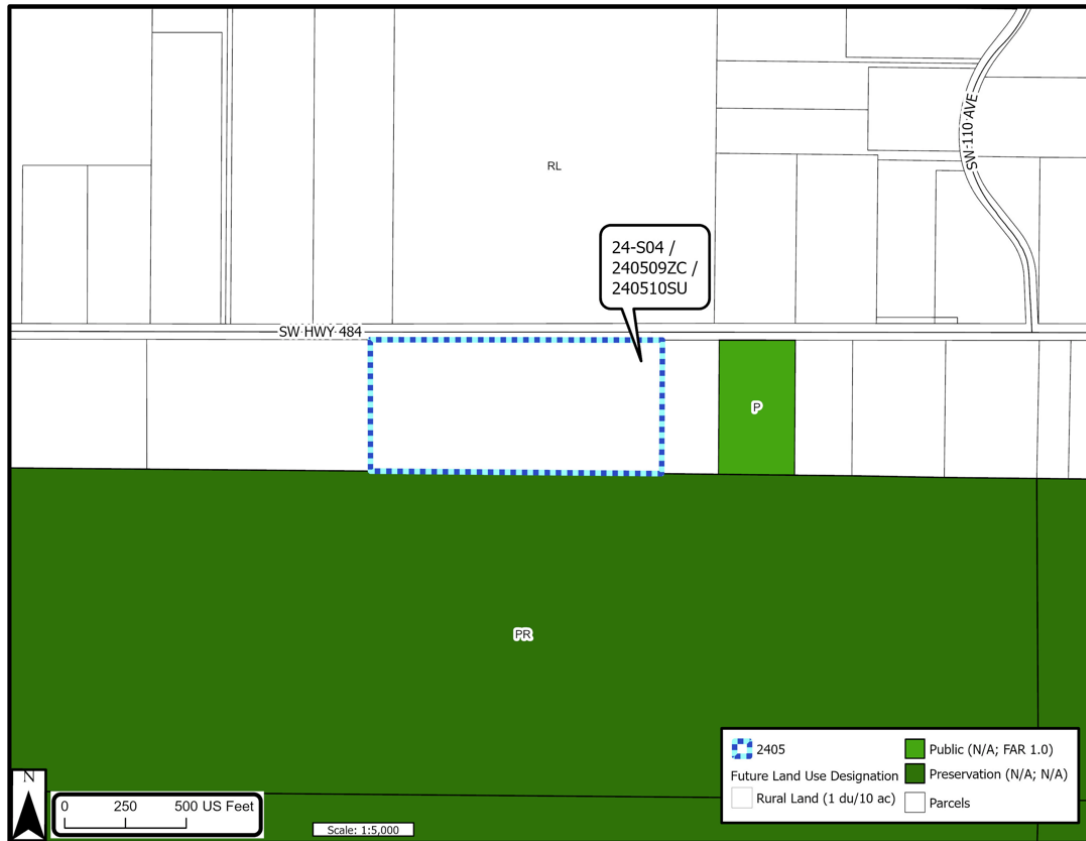 SW 110 AVE
RL
24-S04 /
240509ZC /
240510SU
SW HWY 484
P
PR
N
0 250 500 US Feet
Scale: 1:5,000
2405
Future Land Use Designation
Rural Land (1 du/10 ac)
Public (N/A; FAR 1.0)
Preservation (N/A; N/A)
Parcels